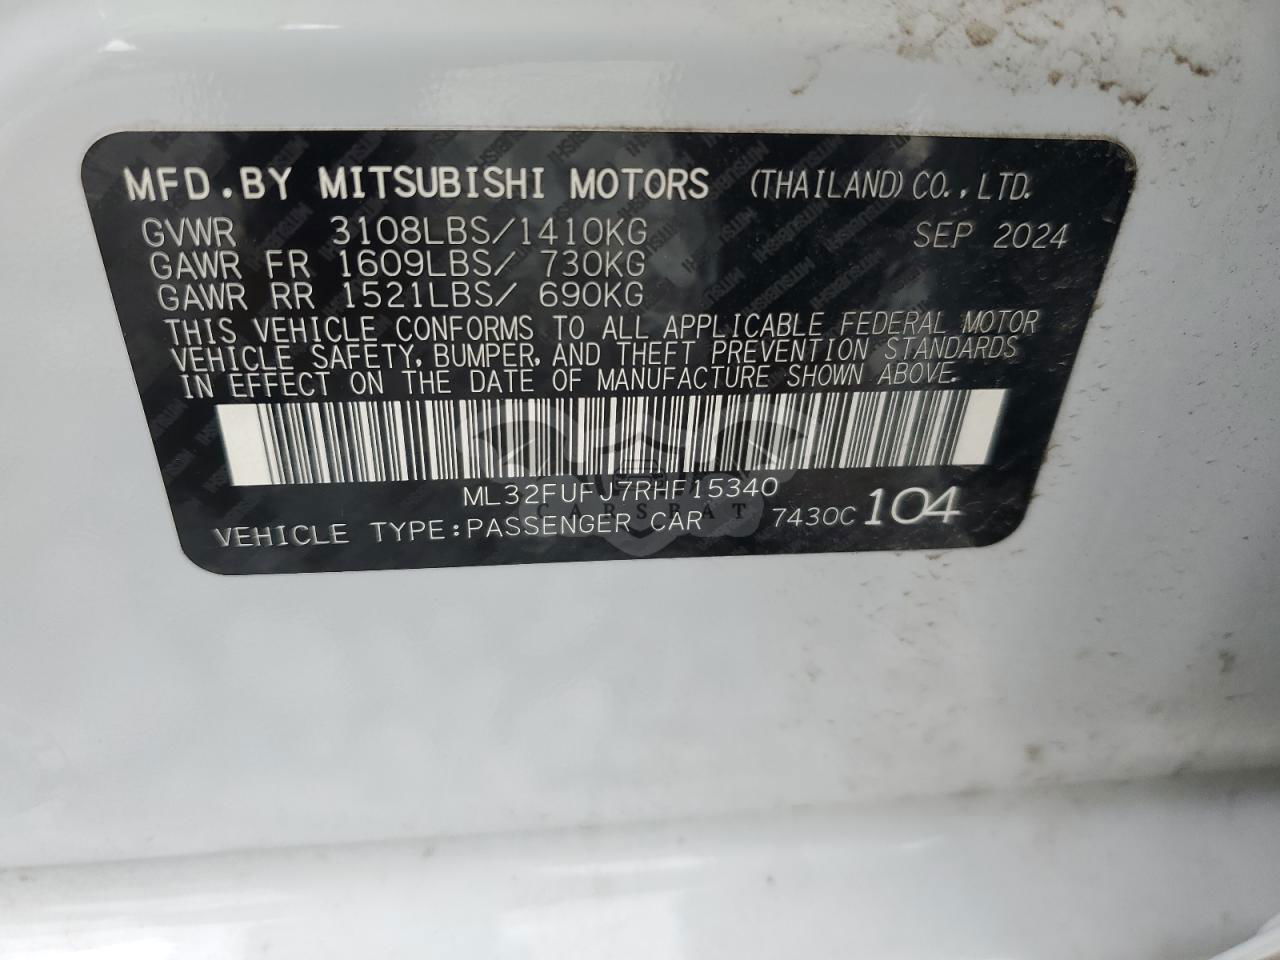 MFD.BY MITSUBISHI MOTORS (THAILAND)CO.,LTD.
GVWR 3108LBS/1410KG SEP 2024
GAWR FR 1609LBS/ 730KG
GAWR RR 1521LBS/ 690KG
THIS VEHICLE CONFORMS TO ALL APPLICABLE FEDERAL MOTOR
VEHICLE SAFETY, BUMPER, AND THEFT PREVENTION STANDARDS
IN EFFECT ON THE DATE OF MANUFACTURE SHOWN ABOVE.
ML32FUFJ7RHF15340
CARSBAT
VEHICLE TYPE:PASSENGER CAR 7430C 104